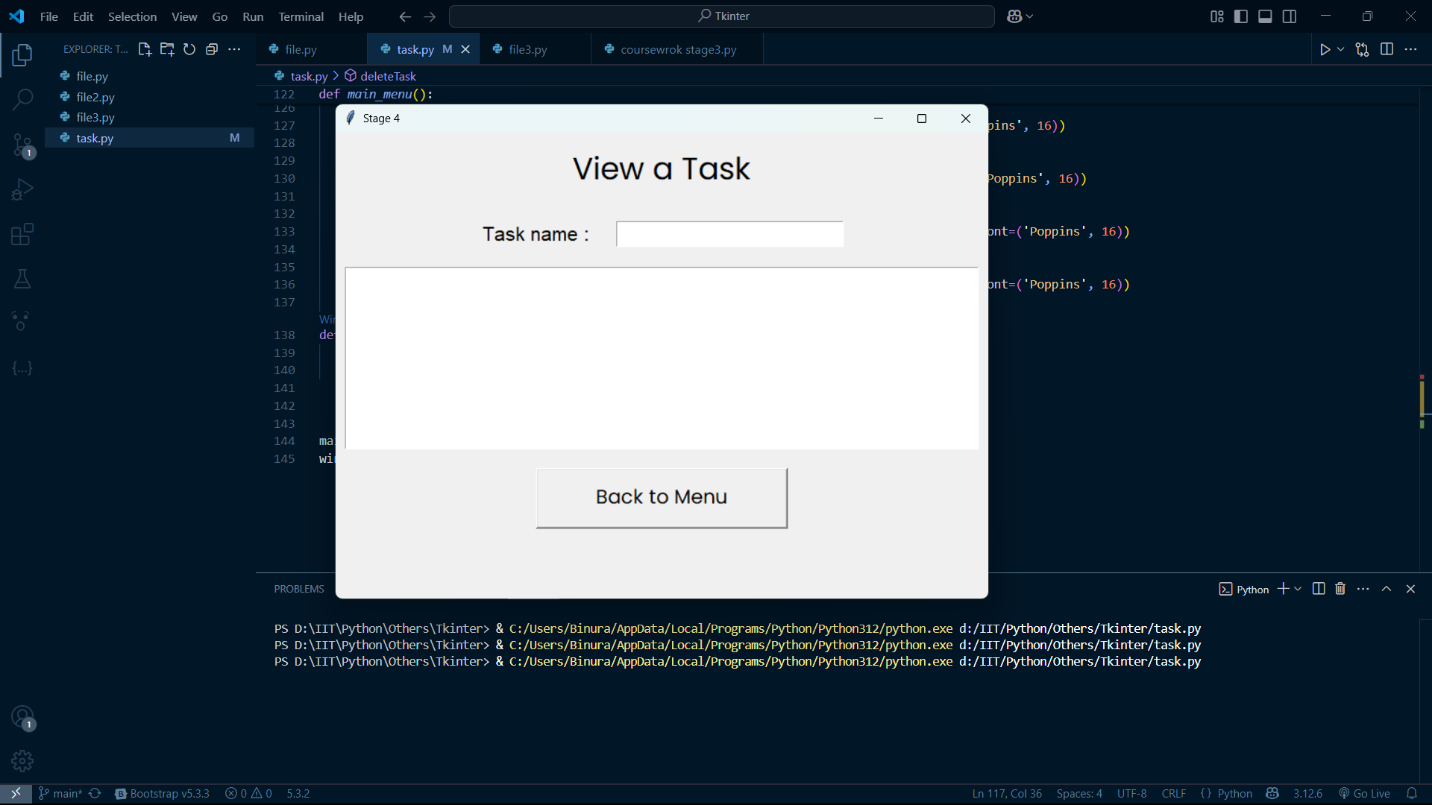 File Edit Selection View Go Run Terminal Help Tkinter
EXPLORER: T... file.py task.py M file3.py coursewrok stage3.py
task.py > deleteTask
file.py
file2.py
file3.py
task.py M
122 def main_menu():
126
127 pins', 16))
128
129
130 Poppins', 16))
131
132
133 ont=('Poppins', 16))
134
135
136 ont=('Poppins', 16))
137
Win
138 de
139
140
141
142
143
144 mai
145 wi
Stage 4
View a Task
Task name :
Back to Menu
1
PROBLEMS Python
PS D:\IIT\Python\Others\Tkinter> & C:/Users/Binura/AppData/Local/Programs/Python/Python312/python.exe d:/IIT/Python/Others/Tkinter/task.py
PS D:\IIT\Python\Others\Tkinter> & C:/Users/Binura/AppData/Local/Programs/Python/Python312/python.exe d:/IIT/Python/Others/Tkinter/task.py
PS D:\IIT\Python\Others\Tkinter> & C:/Users/Binura/AppData/Local/Programs/Python/Python312/python.exe d:/IIT/Python/Others/Tkinter/task.py
1
main* Bootstrap v5.3.3 0 0 5.3.2 Ln 117, Col 36 Spaces: 4 UTF-8 CRLF {} Python 3.12.6 Go Live